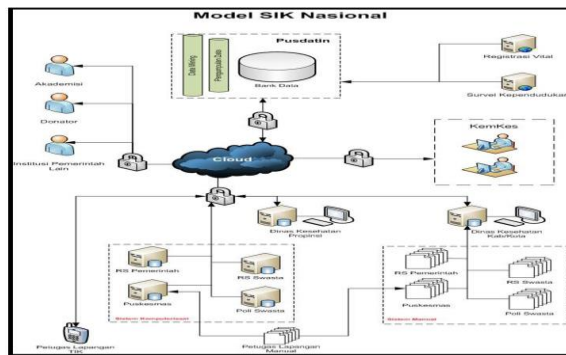 Model SIK Nasional
Pusdatin
Data Mining
Pengumpulan Data
Bank Data
Registrasi Vital
Survei Kependudukan
Akademisi
Donator
Institusi Pemerintah
Lain
Cloud
KemKes
Dinas Kesehatan
Propinsi
Dinas Kesehatan
Kab/Kota
RS Pemerintah
RS Swasta
Puskesmas
Poli Swasta
Sistem Komputerisasi
RS Pemerintah
RS Swasta
Puskesmas
Poli Swasta
Sistem Manual
Petugas Lapangan
TIK
Petugas Lapangan
Manual